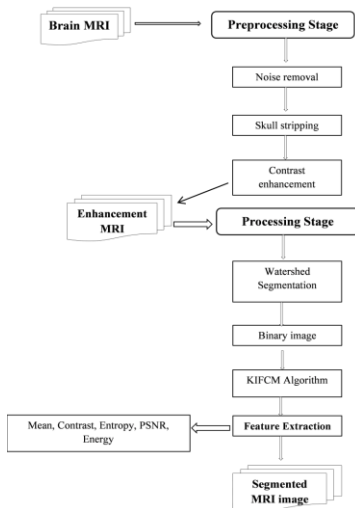 Brain MRI
Preprocessing Stage
Noise removal
Skull stripping
Contrast
enhancement
Enhancement
MRI
Processing Stage
Watershed
Segmentation
Binary image
KIFCM Algorithm
Mean, Contrast, Entropy, PSNR,
Energy
Feature Extraction
Segmented
MRI image